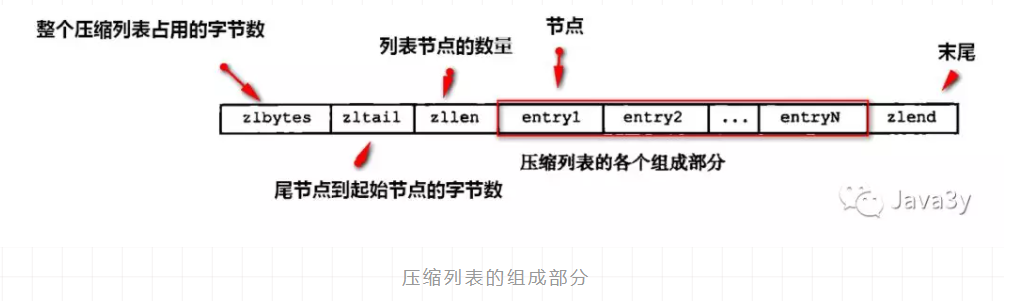 整个压缩列表占用的字节数
列表节点的数量
节点
末尾
zlbytes zltail zllen entry1 entry2 ... entryN zlend
尾节点到起始节点的字节数
压缩列表的各个组成部分
Java3y
压缩列表的组成部分